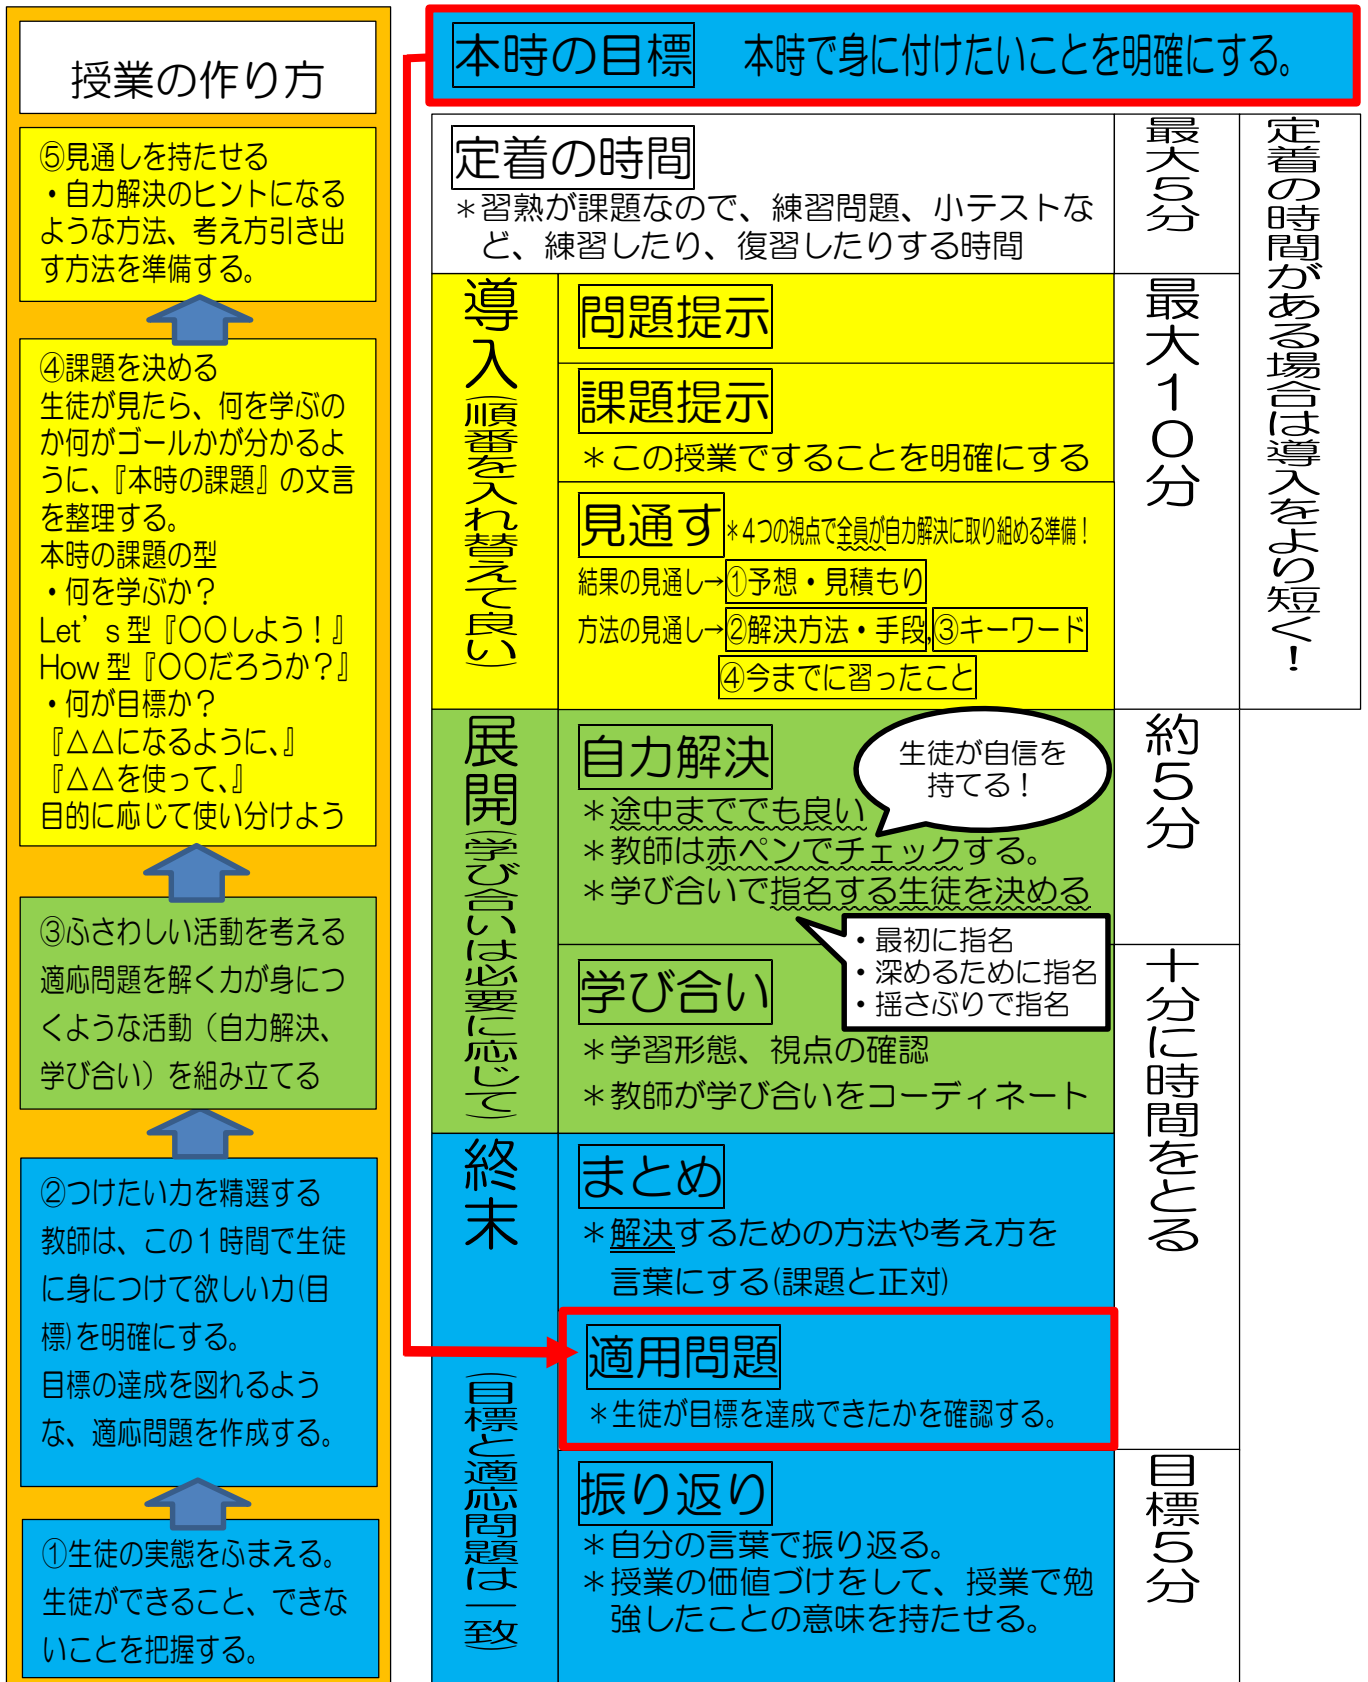 授業の作り方
⑤見通しを持たせる
・自力解決のヒントになる
ような方法、考え方引き出
す方法を準備する。
④課題を決める
生徒が見たら、何を学ぶの
か何がゴールかが分かるよ
うに、『本時の課題』の文言
を整理する。
本時の課題の型
・何を学ぶか？
Let’s型『〇〇しよう！』
How型『〇〇だろうか？』
・何が目標か？
『△△になるように、』
『△△を使って、』
目的に応じて使い分けよう
③ふさわしい活動を考える
適応問題を解く力が身につ
くような活動（自力解決、
学び合い）を組み立てる
②つけたい力を精選する
教師は、この１時間で生徒
に身につけて欲しい力(目
標)を明確にする。
目標の達成を図れるよう
な、適応問題を作成する。
①生徒の実態をふまえる。
生徒ができること、できな
いことを把握する。
本時の目標　本時で身に付けたいことを明確にする。
定着の時間
＊習熟が課題なので、練習問題、小テストな
ど、練習したり、復習したりする時間
最大５分
定着の時間がある場合は導入をより短く！
導入(順番を入れ替えて良い)
問題提示
課題提示
＊この授業ですることを明確にする
見通す ＊４つの視点で全員が自力解決に取り組める準備！
結果の見通し→①予想・見積もり
方法の見通し→②解決方法・手段,③キーワード
④今までに習ったこと
最大１０分
展開(学び合いは必要に応じて)
自力解決
＊途中まででも良い
＊教師は赤ペンでチェックする。
＊学び合いで指名する生徒を決める
生徒が自信を
持てる！
約５分
・最初に指名
・深めるために指名
・揺さぶりで指名
学び合い
＊学習形態、視点の確認
＊教師が学び合いをコーディネート
十分に時間をとる
終末　(目標と適応問題は一致)
まとめ
＊解決するための方法や考え方を
言葉にする(課題と正対)
適用問題
＊生徒が目標を達成できたかを確認する。
振り返り
＊自分の言葉で振り返る。
＊授業の価値づけをして、授業で勉
強したことの意味を持たせる。
目標５分